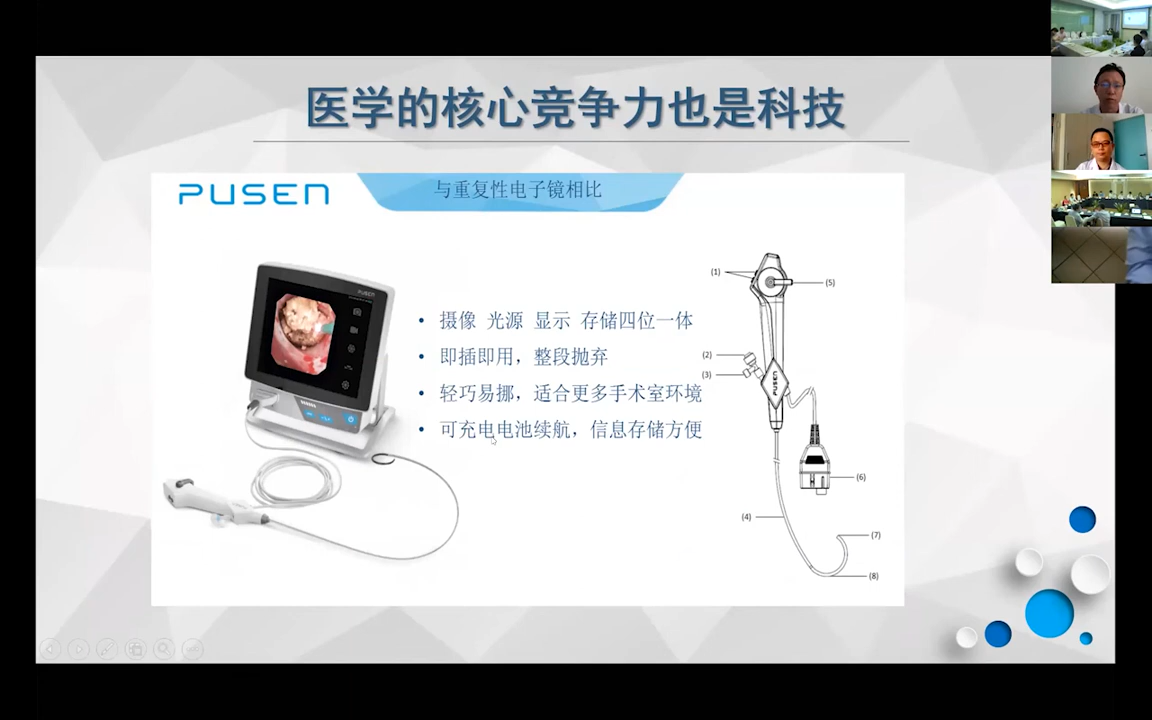 医学的核心竞争力也是科技
PUSEN
与重复性电子镜相比
PUSEN
• 摄像 光源 显示 存储四位一体
• 即插即用，整段抛弃
• 轻巧易挪，适合更多手术室环境
• 可充电电池续航，信息存储方便
(1)
(5)
(2)
(3)
PUSEN
(6)
(4)
(7)
(8)